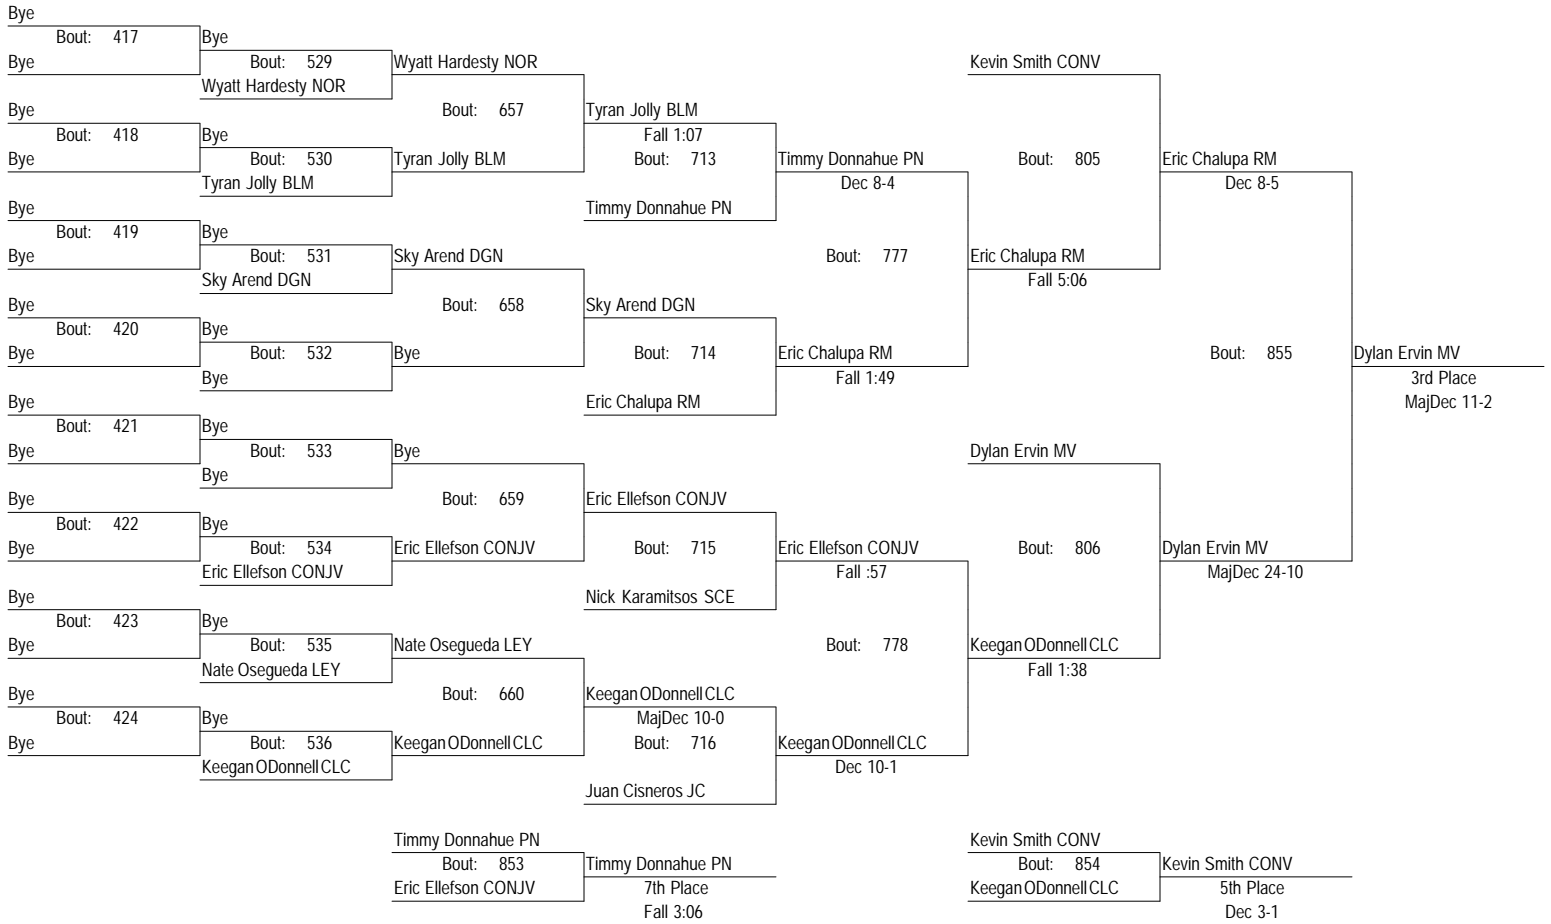 Bye
Bout: 417 Bye
Bye Bout: 529 Wyatt Hardesty NOR Kevin Smith CONV
Wyatt Hardesty NOR
Bye Bout: 657 Tyran Jolly BLM
Bout: 418 Bye Fall 1:07
Bye Bout: 530 Tyran Jolly BLM Bout: 713 Timmy Donnahue PN Bout: 805 Eric Chalupa RM
Tyran Jolly BLM Dec 8-4 Dec 8-5
Bye Timmy Donnahue PN
Bout: 419 Bye
Bye Bout: 531 Sky Arend DGN Bout: 777 Eric Chalupa RM
Sky Arend DGN Fall 5:06
Bye Bout: 658 Sky Arend DGN
Bout: 420 Bye
Bye Bout: 532 Bye Bout: 714 Eric Chalupa RM Bout: 855 Dylan Ervin MV
Bye Fall 1:49 3rd Place
Bye Eric Chalupa RM MajDec 11-2
Bout: 421 Bye
Bye Bout: 533 Bye Dylan Ervin MV
Bye
Bye Bout: 659 Eric Ellefson CONJV
Bout: 422 Bye
Bye Bout: 534 Eric Ellefson CONJV Bout: 715 Eric Ellefson CONJV Bout: 806 Dylan Ervin MV
Eric Ellefson CONJV Fall :57 MajDec 24-10
Bye Nick Karamitsos SCE
Bout: 423 Bye
Bye Bout: 535 Nate Osegueda LEY Bout: 778 Keegan ODonnell CLC
Nate Osegueda LEY Fall 1:38
Bye Bout: 660 Keegan ODonnell CLC
Bout: 424 Bye MajDec 10-0
Bye Bout: 536 Keegan ODonnell CLC Bout: 716 Keegan ODonnell CLC
Keegan ODonnell CLC Dec 10-1
Juan Cisneros JC
Timmy Donnahue PN Kevin Smith CONV
Bout: 853 Timmy Donnahue PN Bout: 854 Kevin Smith CONV
Eric Ellefson CONJV 7th Place Keegan ODonnell CLC 5th Place
Fall 3:06 Dec 3-1